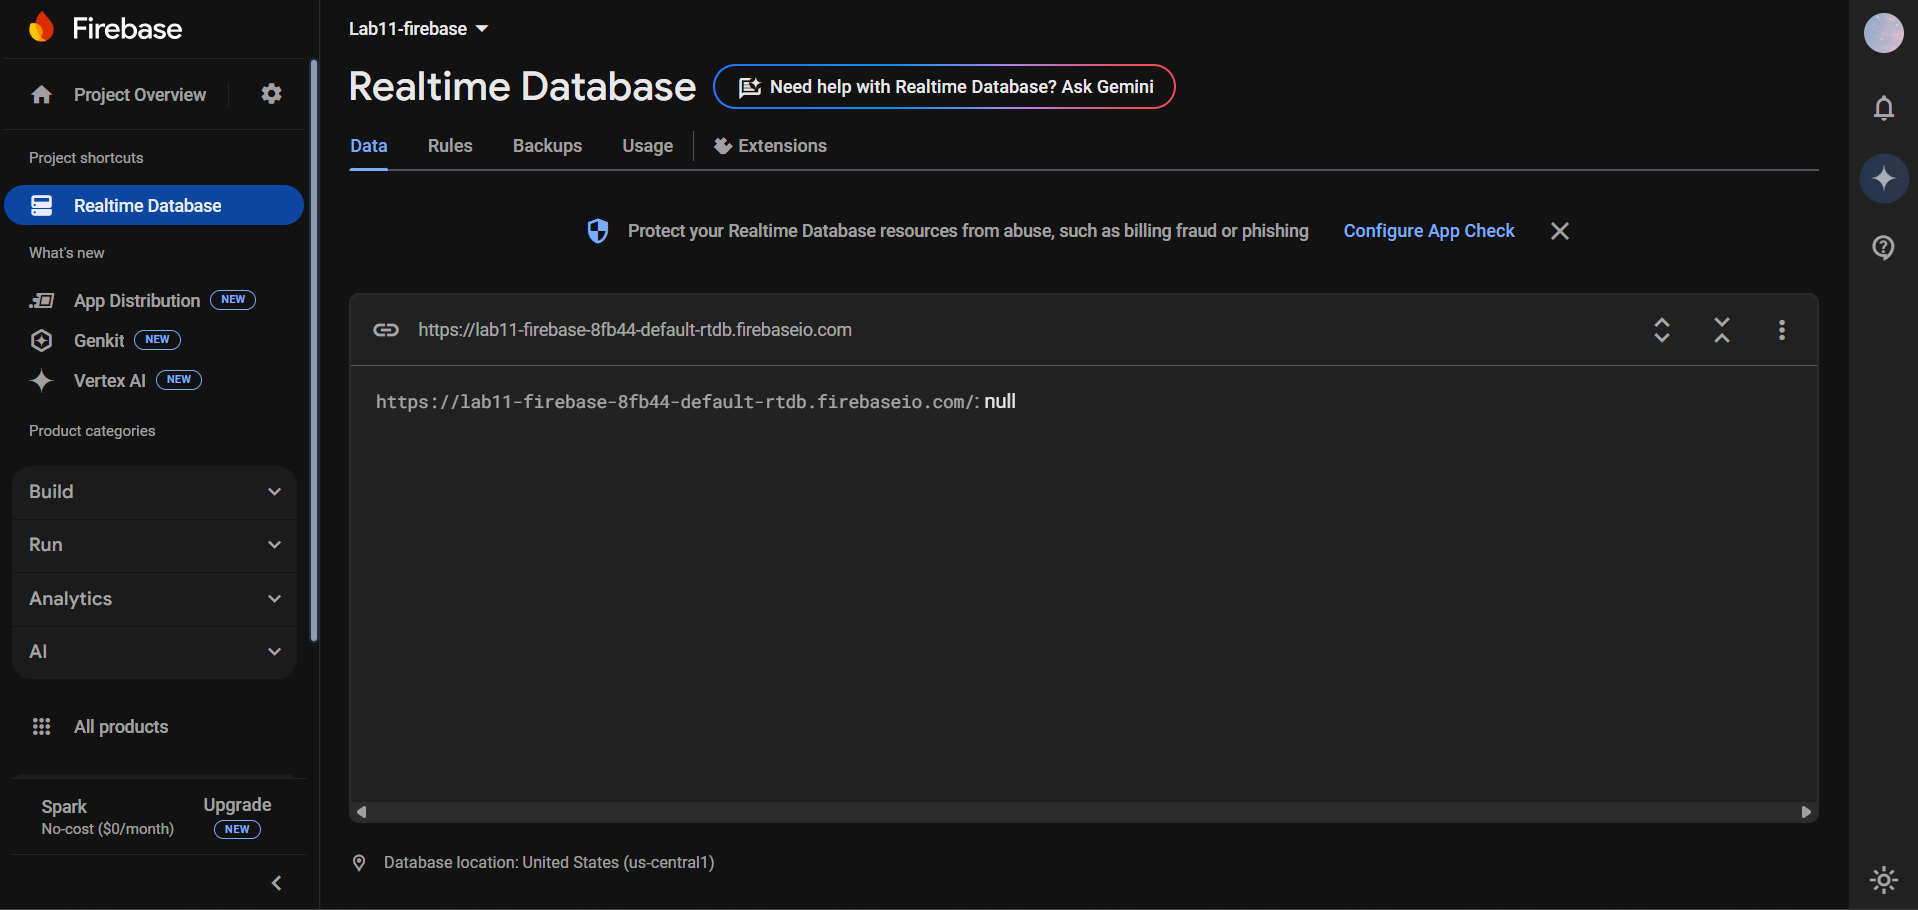 Firebase
Project Overview
Project shortcuts
Realtime Database
What's new
App Distribution NEW
Genkit NEW
Vertex AI NEW
Product categories
Build
Run
Analytics
AI
All products
Spark
No-cost ($0/month)
Upgrade
NEW
Lab11-firebase
Realtime Database
Need help with Realtime Database? Ask Gemini
Data Rules Backups Usage Extensions
Protect your Realtime Database resources from abuse, such as billing fraud or phishing Configure App Check
https://lab11-firebase-8fb44-default-rtdb.firebaseio.com
https://lab11-firebase-8fb44-default-rtdb.firebaseio.com/: null
Database location: United States (us-central1)